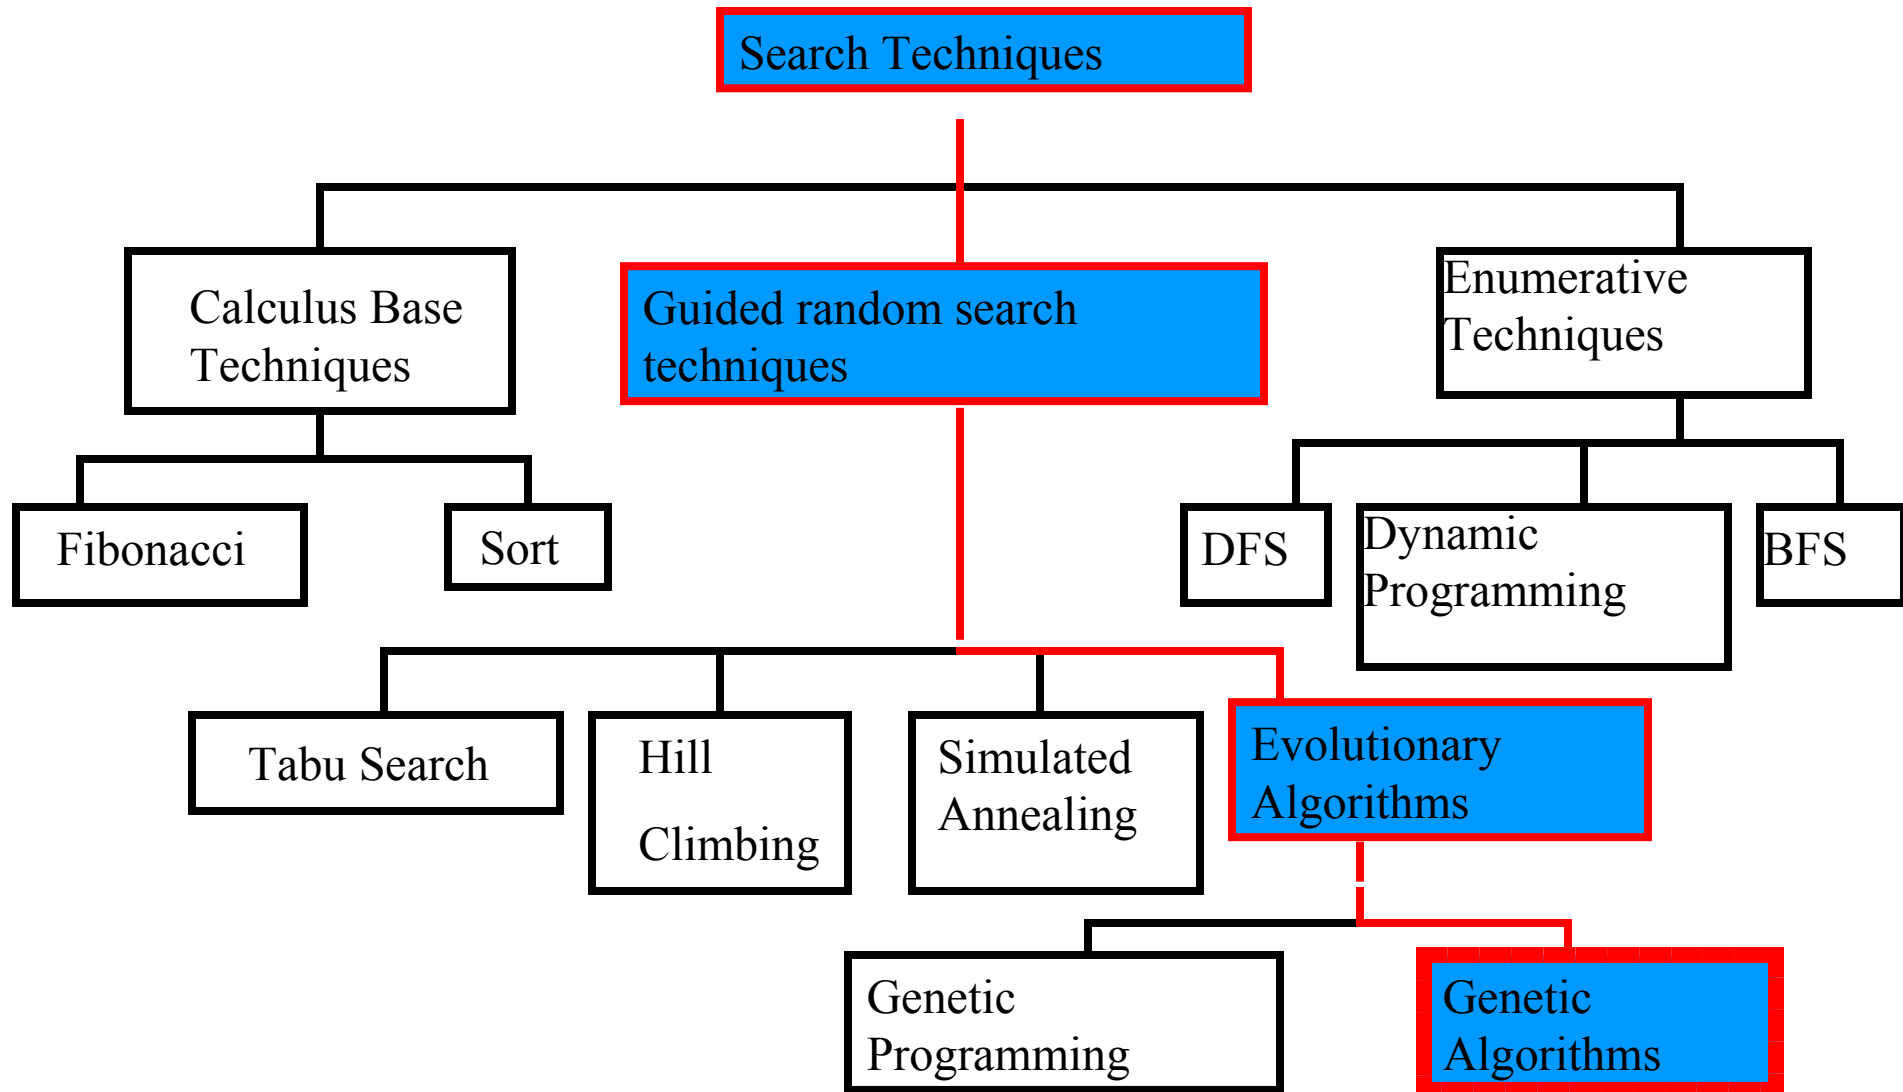 Search Techniques
Calculus Base
Techniques
Guided random search
techniques
Enumerative
Techniques
Fibonacci
Sort
DFS
Dynamic
Programming
BFS
Tabu Search
Hill
Climbing
Simulated
Annealing
Evolutionary
Algorithms
Genetic
Programming
Genetic
Algorithms